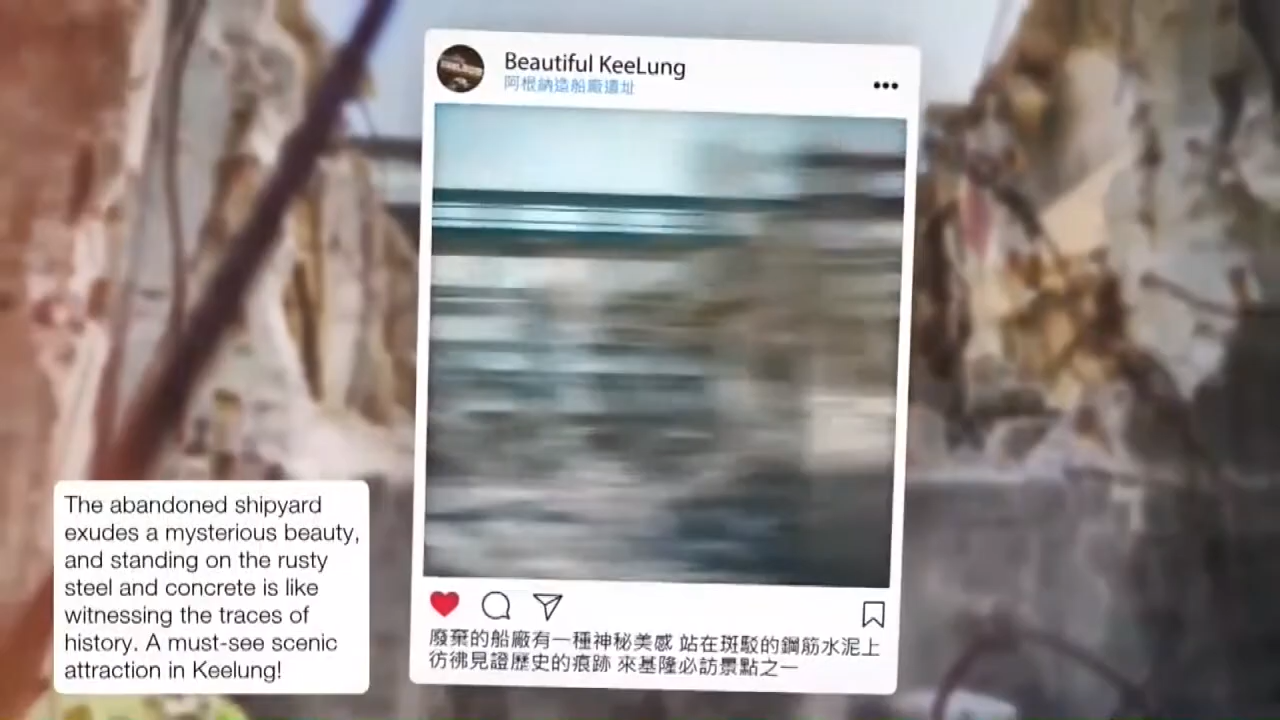 Beautiful KeeLung
阿根納造船廠遺址
廢棄的船廠有一種神秘美感 站在斑駁的鋼筋水泥上
彷彿見證歷史的痕跡 來基隆必訪景點之一
The abandoned shipyard
exudes a mysterious beauty,
and standing on the rusty
steel and concrete is like
witnessing the traces of
history. A must-see scenic
attraction in Keelung!